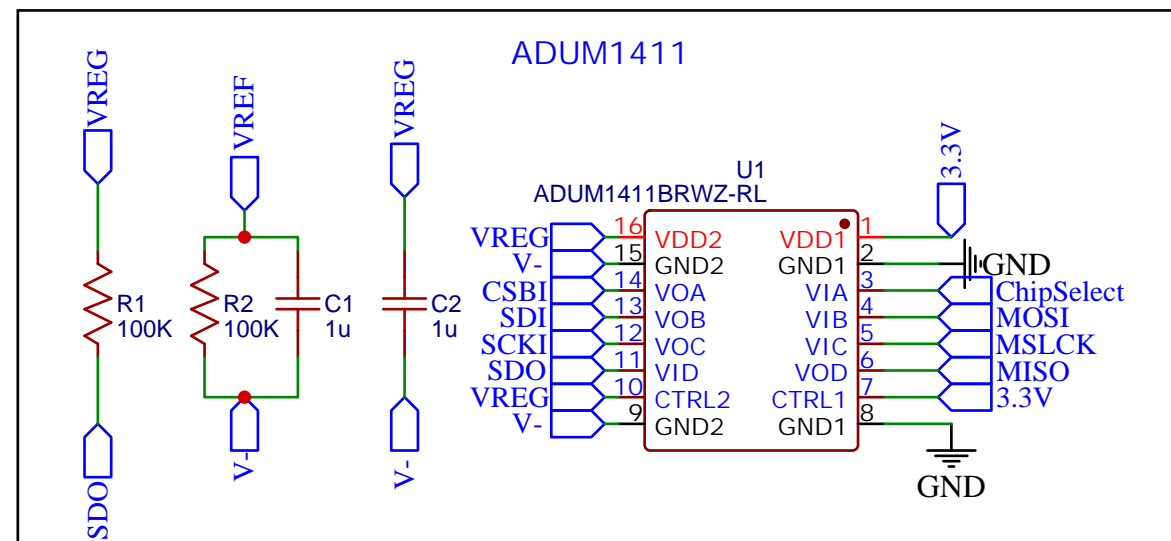 ADUM1411
VREG
VREF
VREG
R1
100K
R2
100K
C1
1u
C2
1u
SDO
V-
V-
U1
ADUM1411BRWZ-RL
3.3V
VREG 16 VDD2 VDD1 1
V- 15 GND2 GND1 2 GND
CSBI 14 VOA VIA 3 ChipSelect
SDI 13 VOB VIB 4 MOSI
SCKI 12 VOC VIC 5 MSLCK
SDO 11 VID VOD 6 MISO
VREG 10 CTRL2 CTRL1 7 3.3V
V- 9 GND2 GND1 8
GND